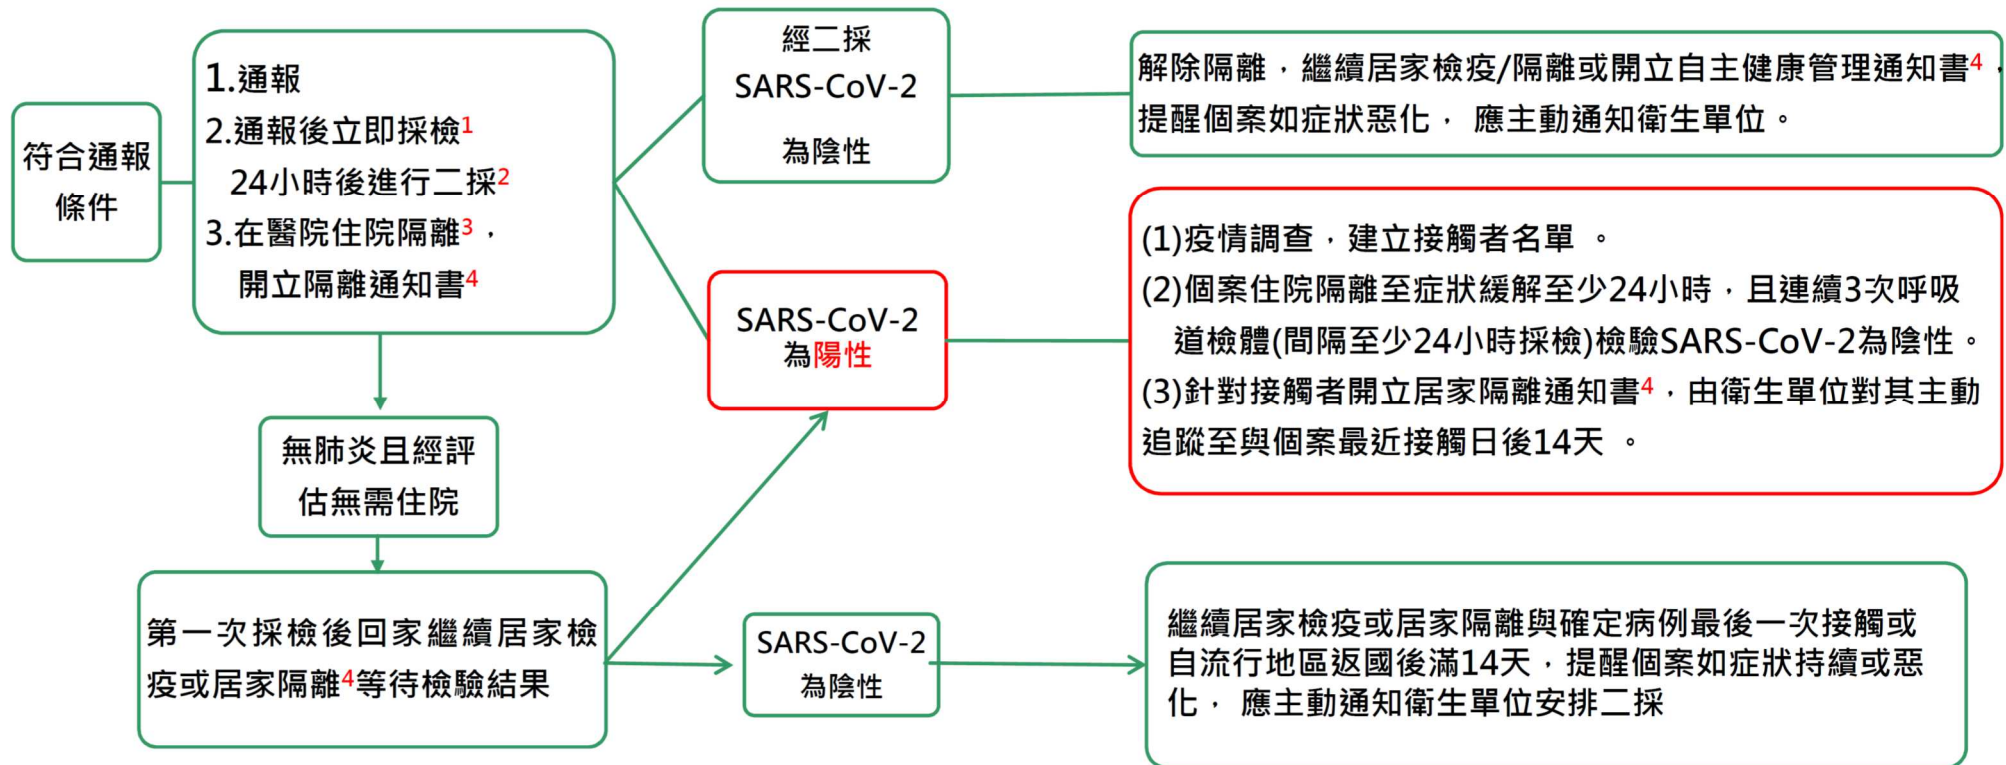 符合通報
條件
1.通報
2.通報後立即採檢1
24小時後進行二採2
3.在醫院住院隔離3，
開立隔離通知書4
無肺炎且經評
估無需住院
第一次採檢後回家繼續居家檢
疫或居家隔離4等待檢驗結果
經二採
SARS-CoV-2
為陰性
解除隔離，繼續居家檢疫/隔離或開立自主健康管理通知書4，
提醒個案如症狀惡化， 應主動通知衛生單位。
SARS-CoV-2
為陽性
(1)疫情調查，建立接觸者名單 。
(2)個案住院隔離至症狀緩解至少24小時，且連續3次呼吸
道檢體(間隔至少24小時採檢)檢驗SARS-CoV-2為陰性。
(3)針對接觸者開立居家隔離通知書4，由衛生單位對其主動
追蹤至與個案最近接觸日後14天 。
SARS-CoV-2
為陰性
繼續居家檢疫或居家隔離與確定病例最後一次接觸或
自流行地區返國後滿14天，提醒個案如症狀持續或惡
化， 應主動通知衛生單位安排二採